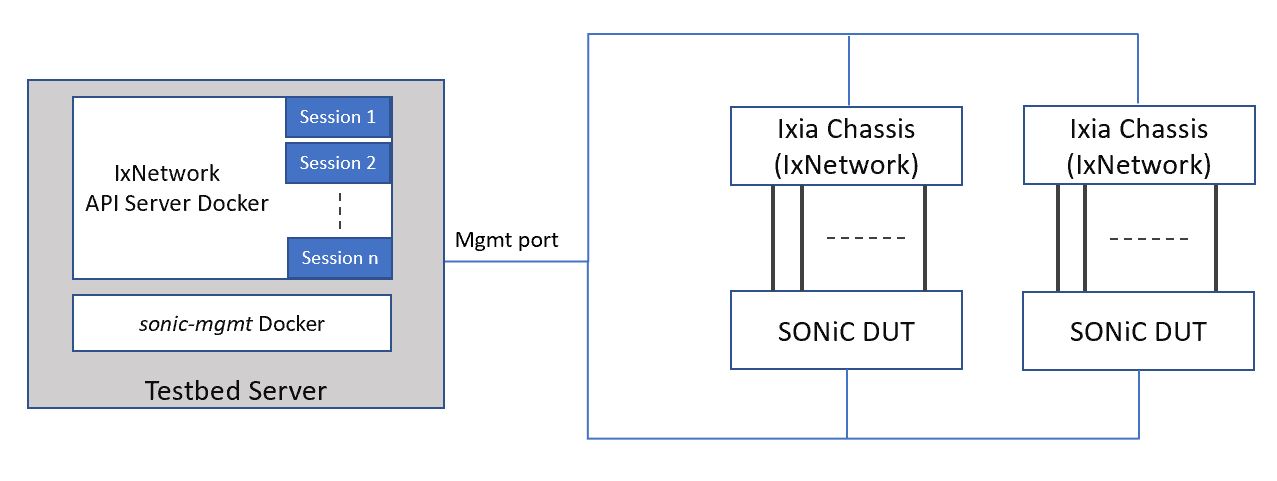 Session 1
Session 2
IxNetwork
API Server Docker
Session n
sonic-mgmt Docker
Testbed Server
Mgmt port
Ixia Chassis
(IxNetwork)
SONiC DUT
Ixia Chassis
(IxNetwork)
SONiC DUT